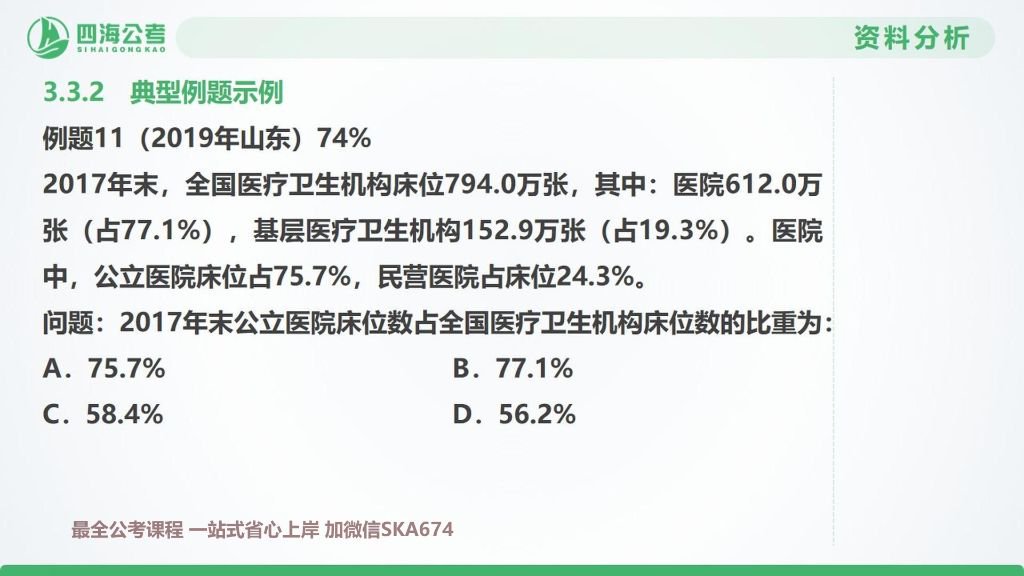 四海公考
SIHAIGONGKAO
资料分析
3.3.2 典型例题示例
例题11（2019年山东）74%
2017年末，全国医疗卫生机构床位794.0万张，其中：医院612.0万
张（占77.1%），基层医疗卫生机构152.9万张（占19.3%）。医院
中，公立医院床位占75.7%，民营医院占床位24.3%。
问题：2017年末公立医院床位数占全国医疗卫生机构床位数的比重为：
A．75.7% B．77.1%
C．58.4% D．56.2%
最全公考课程 一站式省心上岸 加微信SKA674